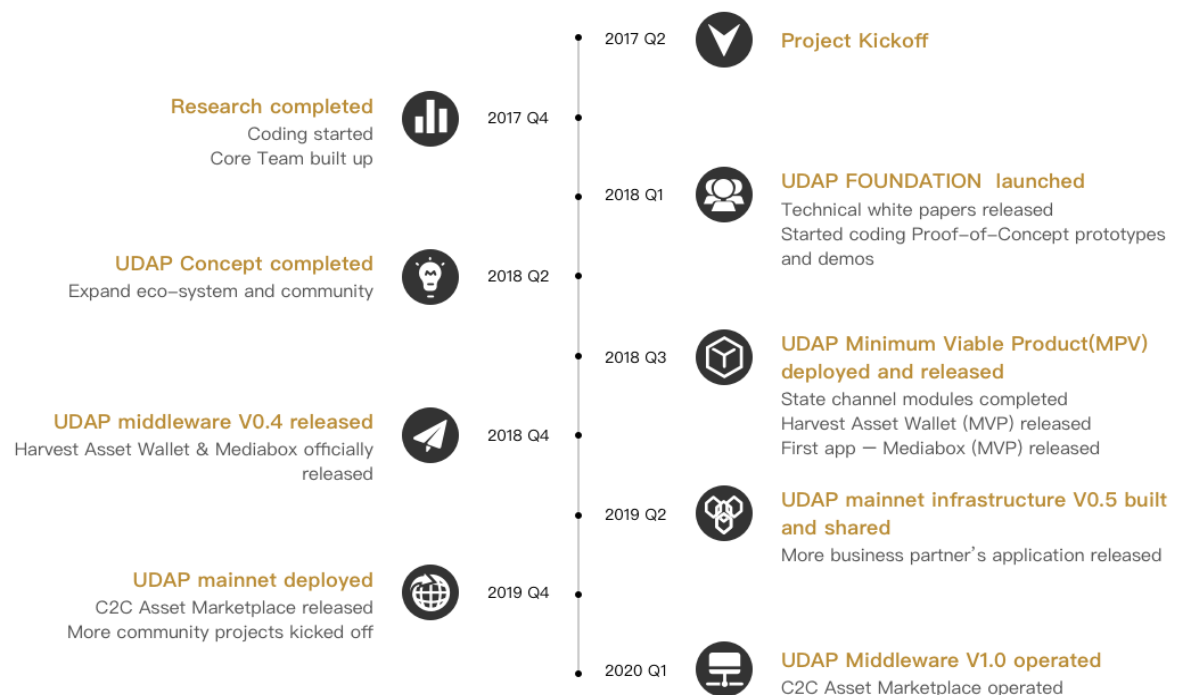 2017 Q2
Project Kickoff
Research completed
Coding started
Core Team built up
2017 Q4
2018 Q1
UDAP FOUNDATION launched
Technical white papers released
Started coding Proof-of-Concept prototypes
and demos
UDAP Concept completed
Expand eco-system and community
2018 Q2
2018 Q3
UDAP Minimum Viable Product(MPV)
deployed and released
State channel modules completed
Harvest Asset Wallet (MVP) released
First app — Mediabox (MVP) released
UDAP middleware V0.4 released
Harvest Asset Wallet & Mediabox officially
released
2018 Q4
2019 Q2
UDAP mainnet infrastructure V0.5 built
and shared
More business partner's application released
UDAP mainnet deployed
C2C Asset Marketplace released
More community projects kicked off
2019 Q4
2020 Q1
UDAP Middleware V1.0 operated
C2C Asset Marketplace operated